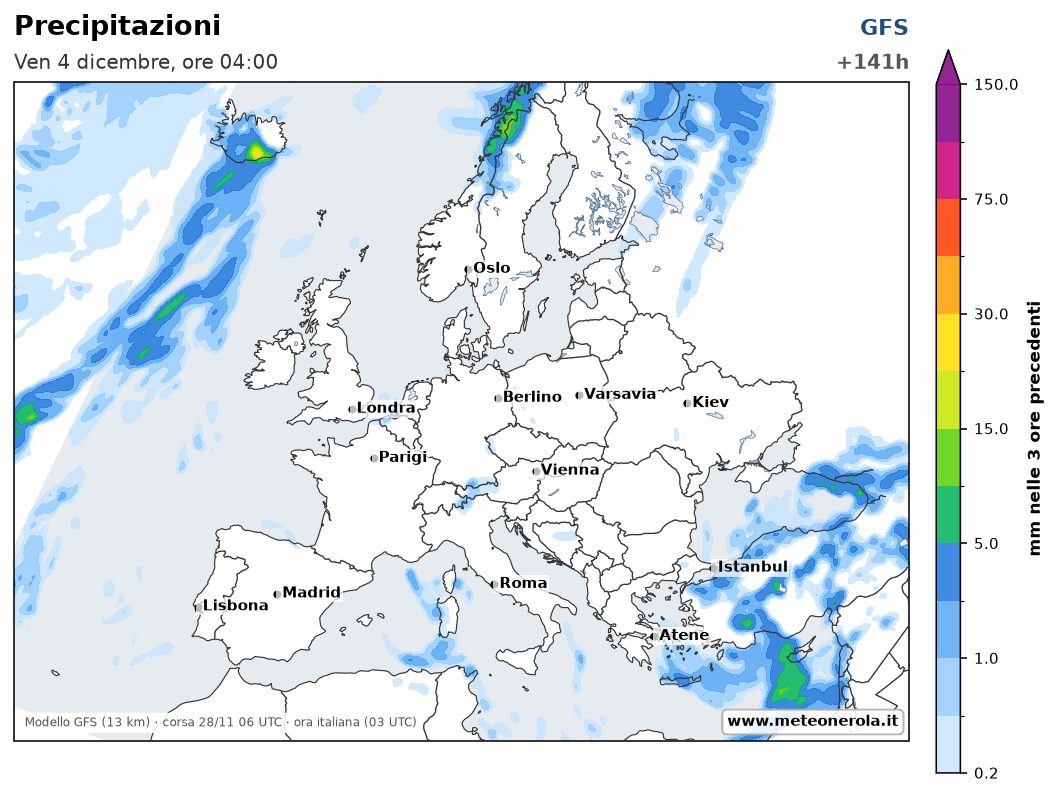 Precipitazioni
GFS
Ven 4 dicembre, ore 04:00
+141h
150.0
75.0
30.0
15.0
5.0
1.0
0.2
mm nelle 3 ore precedenti
Oslo
Berlino
Varsavia
Kiev
Londra
Parigi
Vienna
Istanbul
Roma
Madrid
Lisbona
Atene
Modello GFS (13 km) · corsa 28/11 06 UTC · ora italiana (03 UTC)
www.meteonerola.it